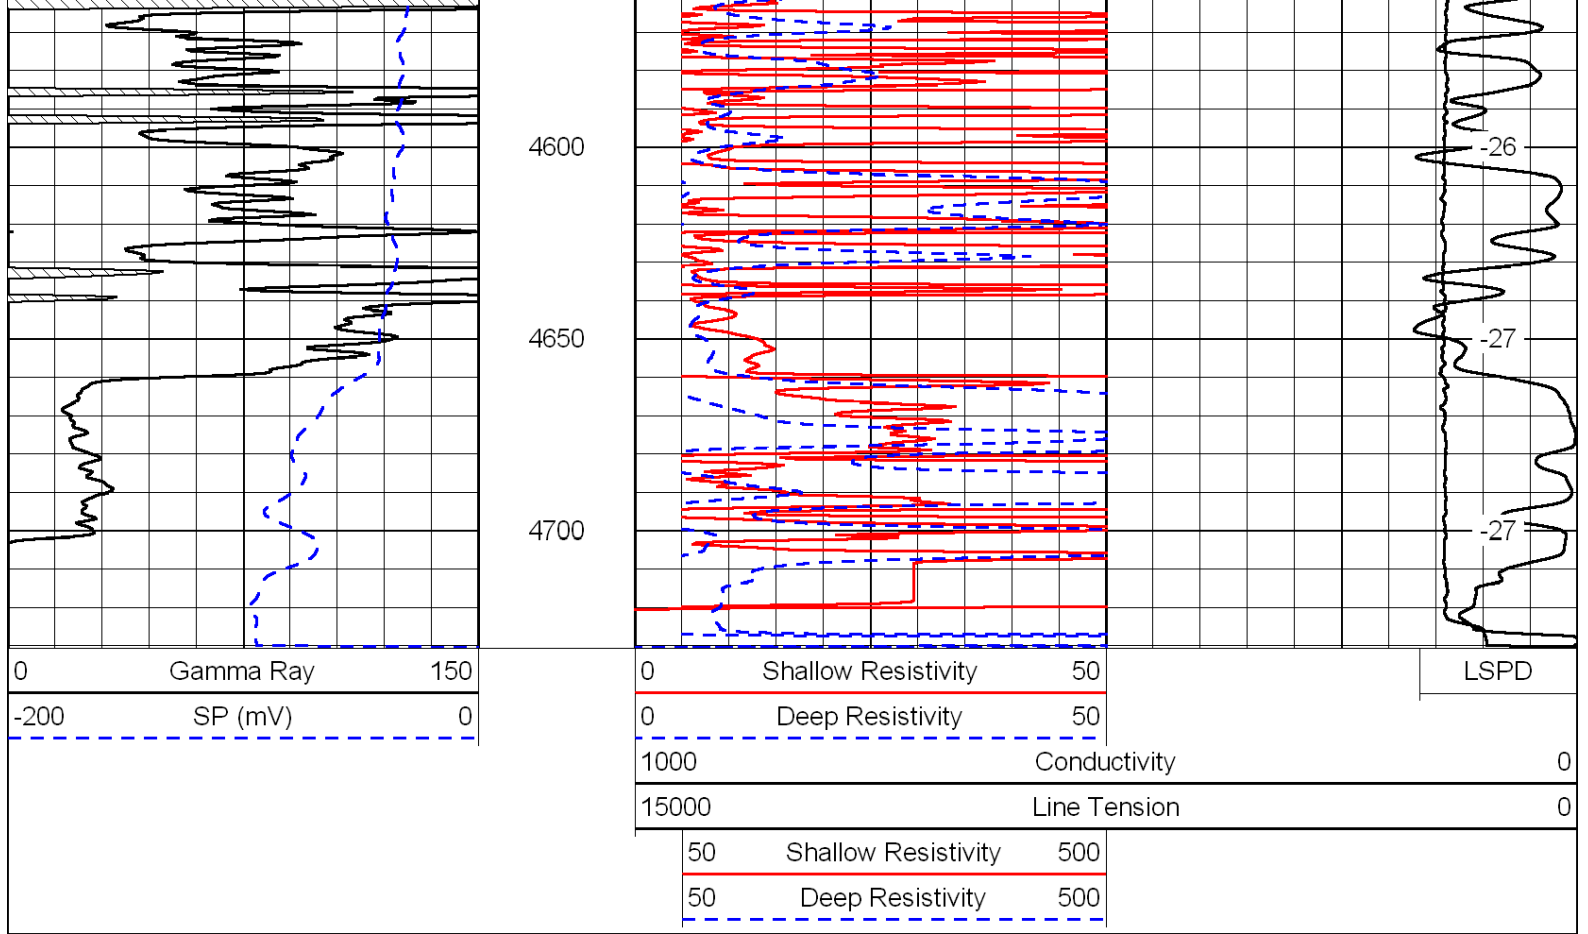 4600
-26
4650
-27
4700
-27
0 Gamma Ray 150
0 Shallow Resistivity 50
LSPD
-200 SP (mV) 0
0 Deep Resistivity 50
1000 Conductivity 0
15000 Line Tension 0
50 Shallow Resistivity 500
50 Deep Resistivity 500